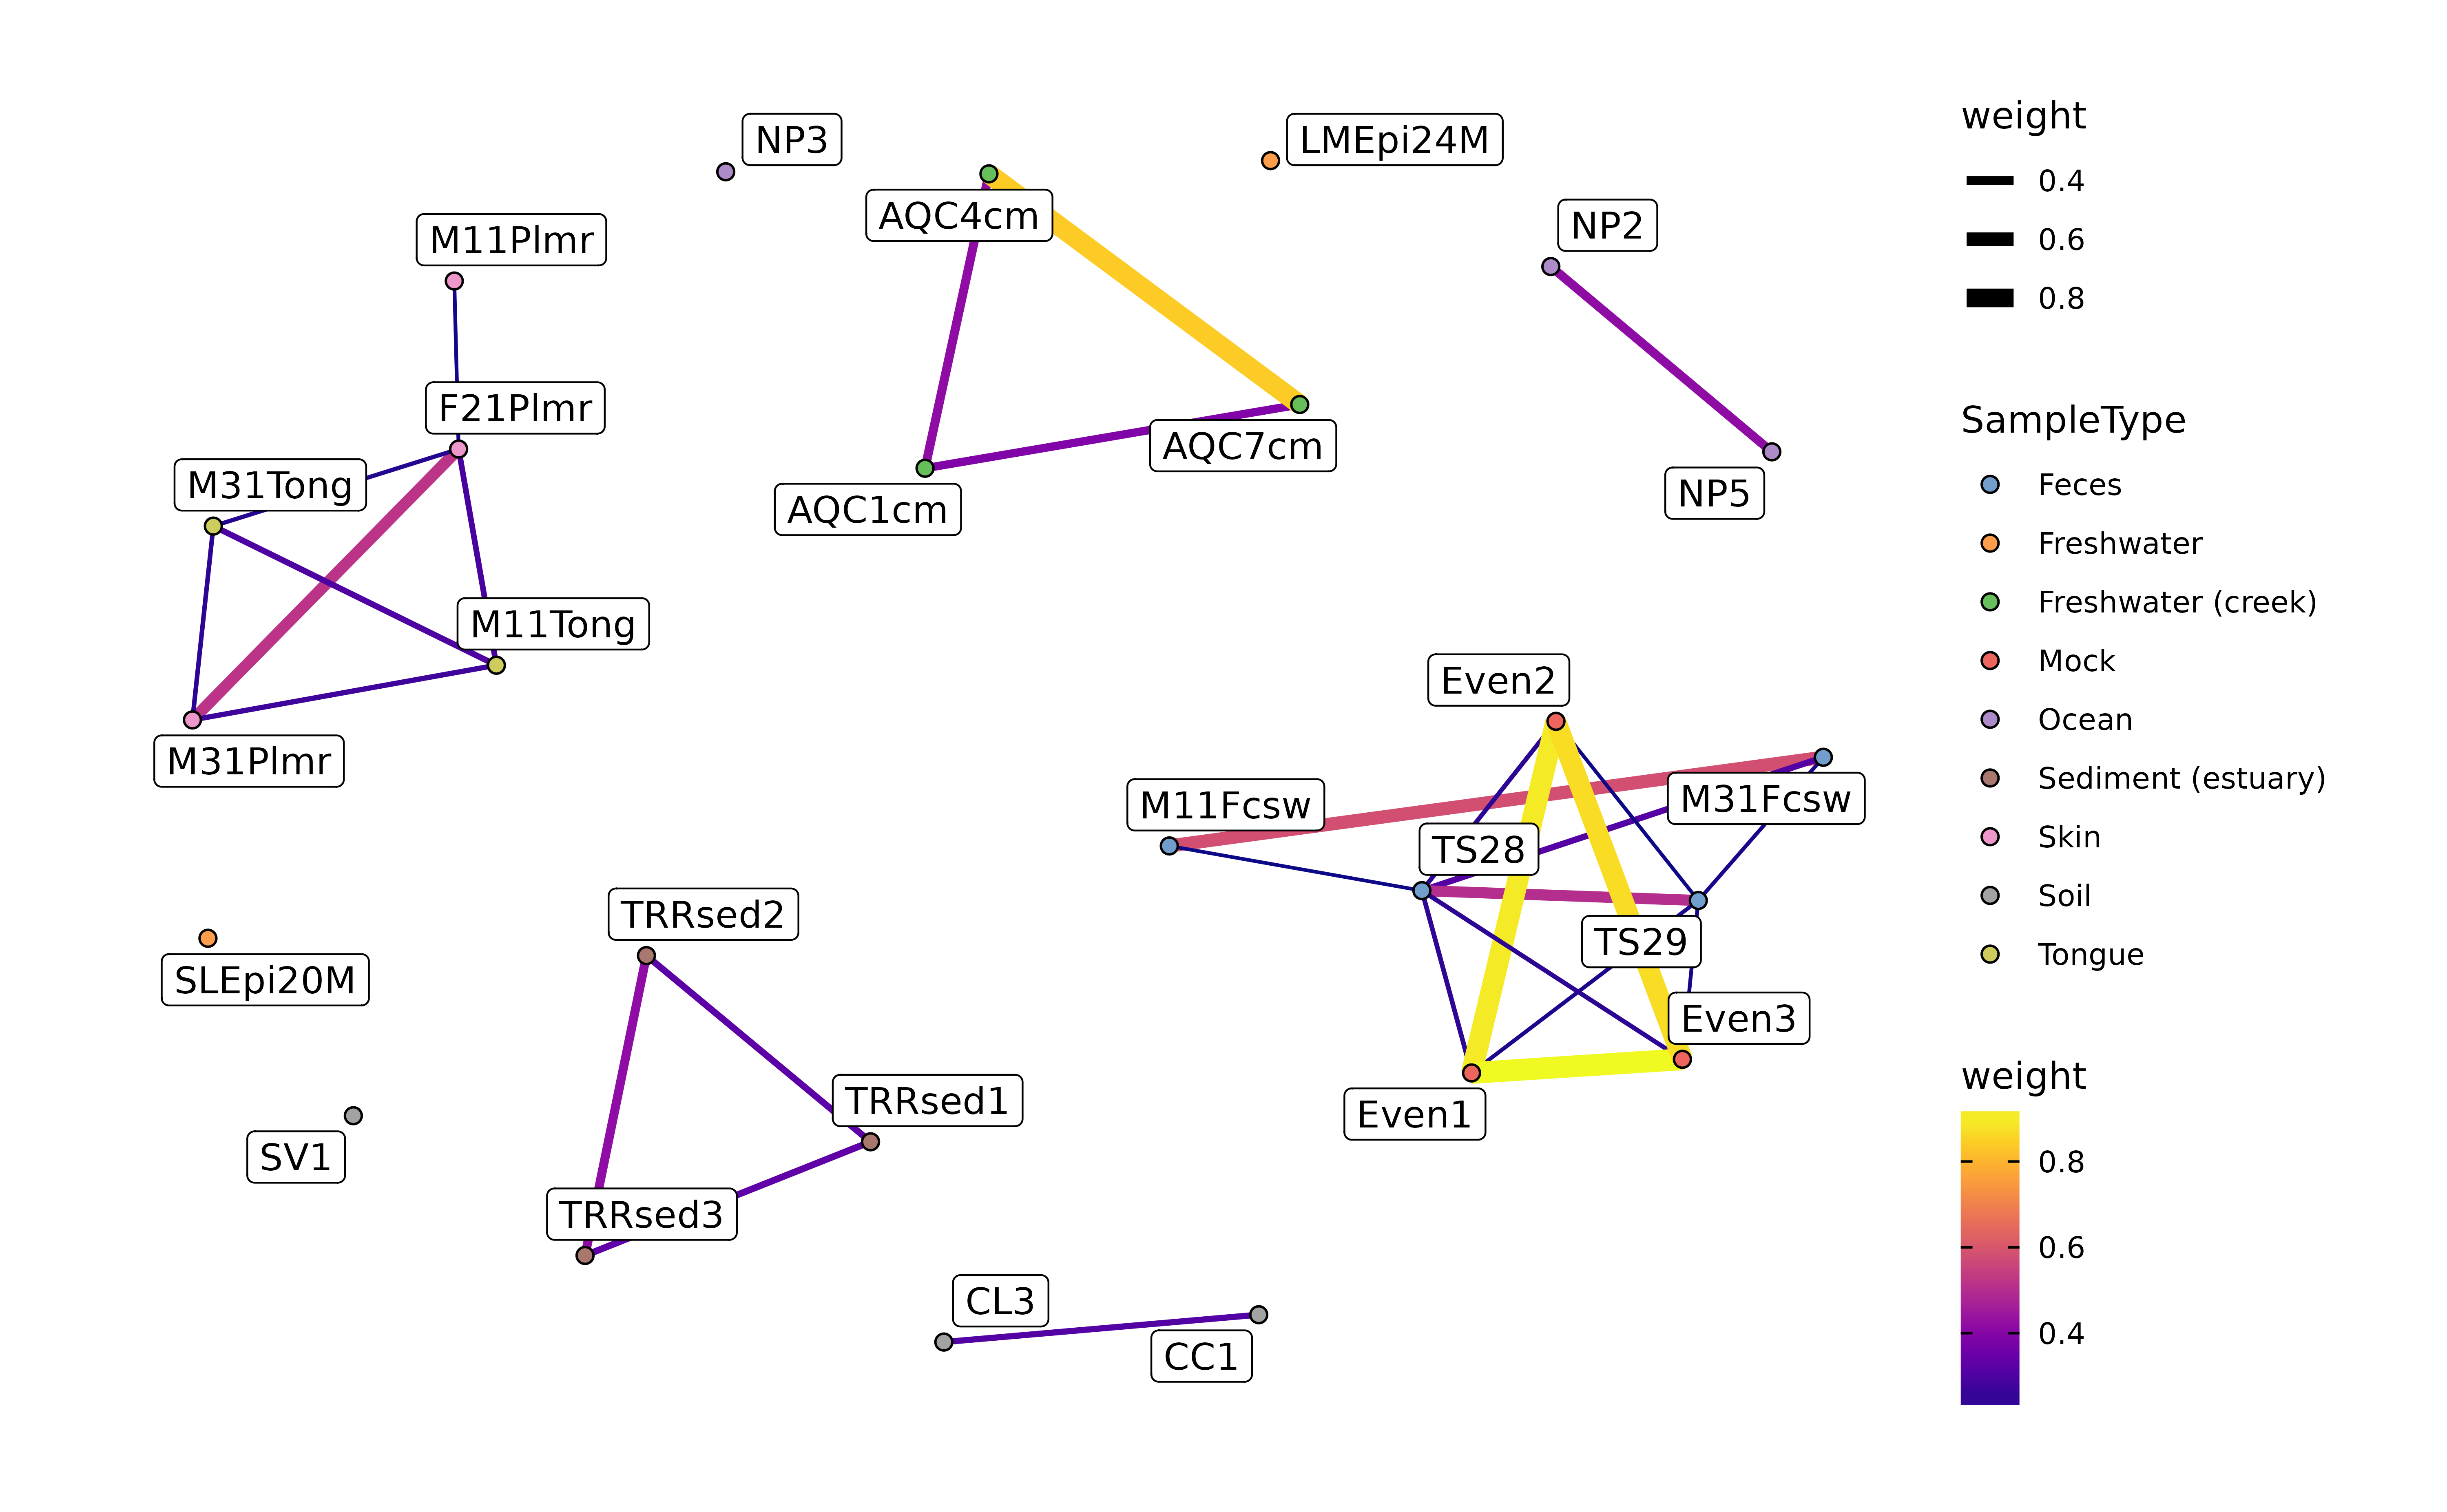 NP3
LMEpi24M
AQC4cm
NP2
M11Plmr
F21Plmr
AQC7cm
M31Tong
NP5
AQC1cm
M11Tong
Even2
M31Plmr
M31Fcsw
M11Fcsw
TS28
TRRsed2
TS29
SLEpi20M
Even3
TRRsed1
Even1
SV1
TRRsed3
CL3
CC1
weight
0.4
0.6
0.8
SampleType
Feces
Freshwater
Freshwater (creek)
Mock
Ocean
Sediment (estuary)
Skin
Soil
Tongue
weight
0.8
0.6
0.4